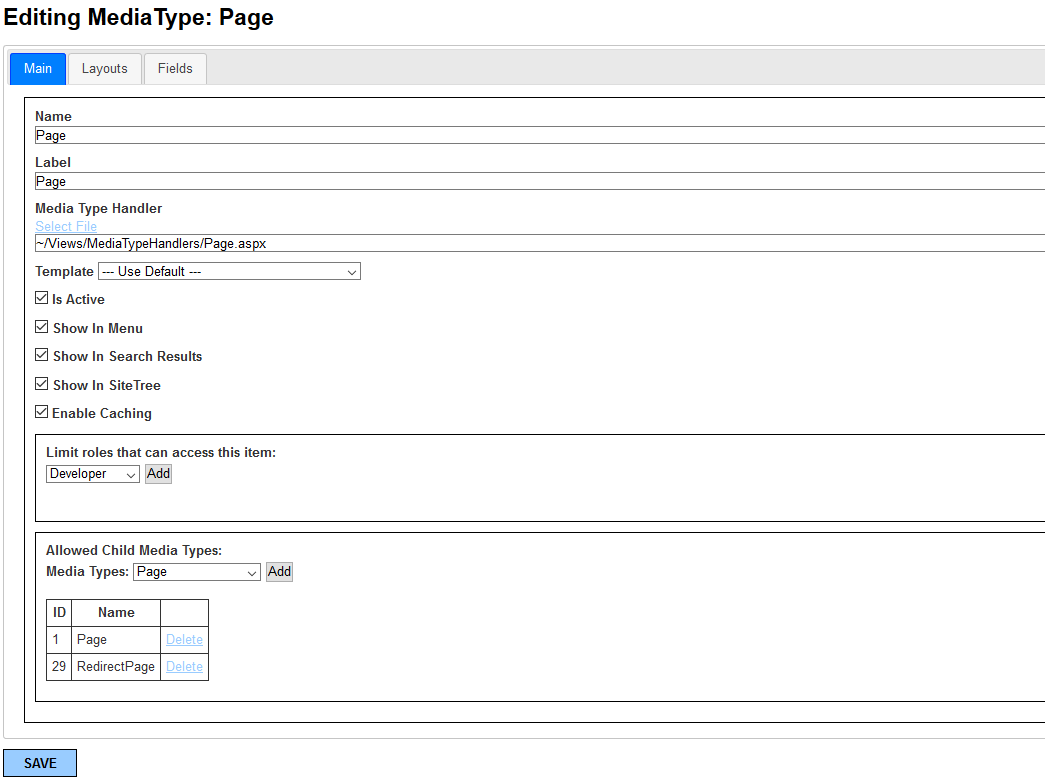 Editing MediaType: Page
Main Layouts Fields
Name
Page
Label
Page
Media Type Handler
Select File
~/Views/MediaTypeHandlers/Page.aspx
Template --- Use Default ---
Is Active
Show In Menu
Show In Search Results
Show In SiteTree
Enable Caching
Limit roles that can access this item:
Developer Add
Allowed Child Media Types:
Media Types: Page Add
ID Name
1 Page Delete
29 RedirectPage Delete
SAVE